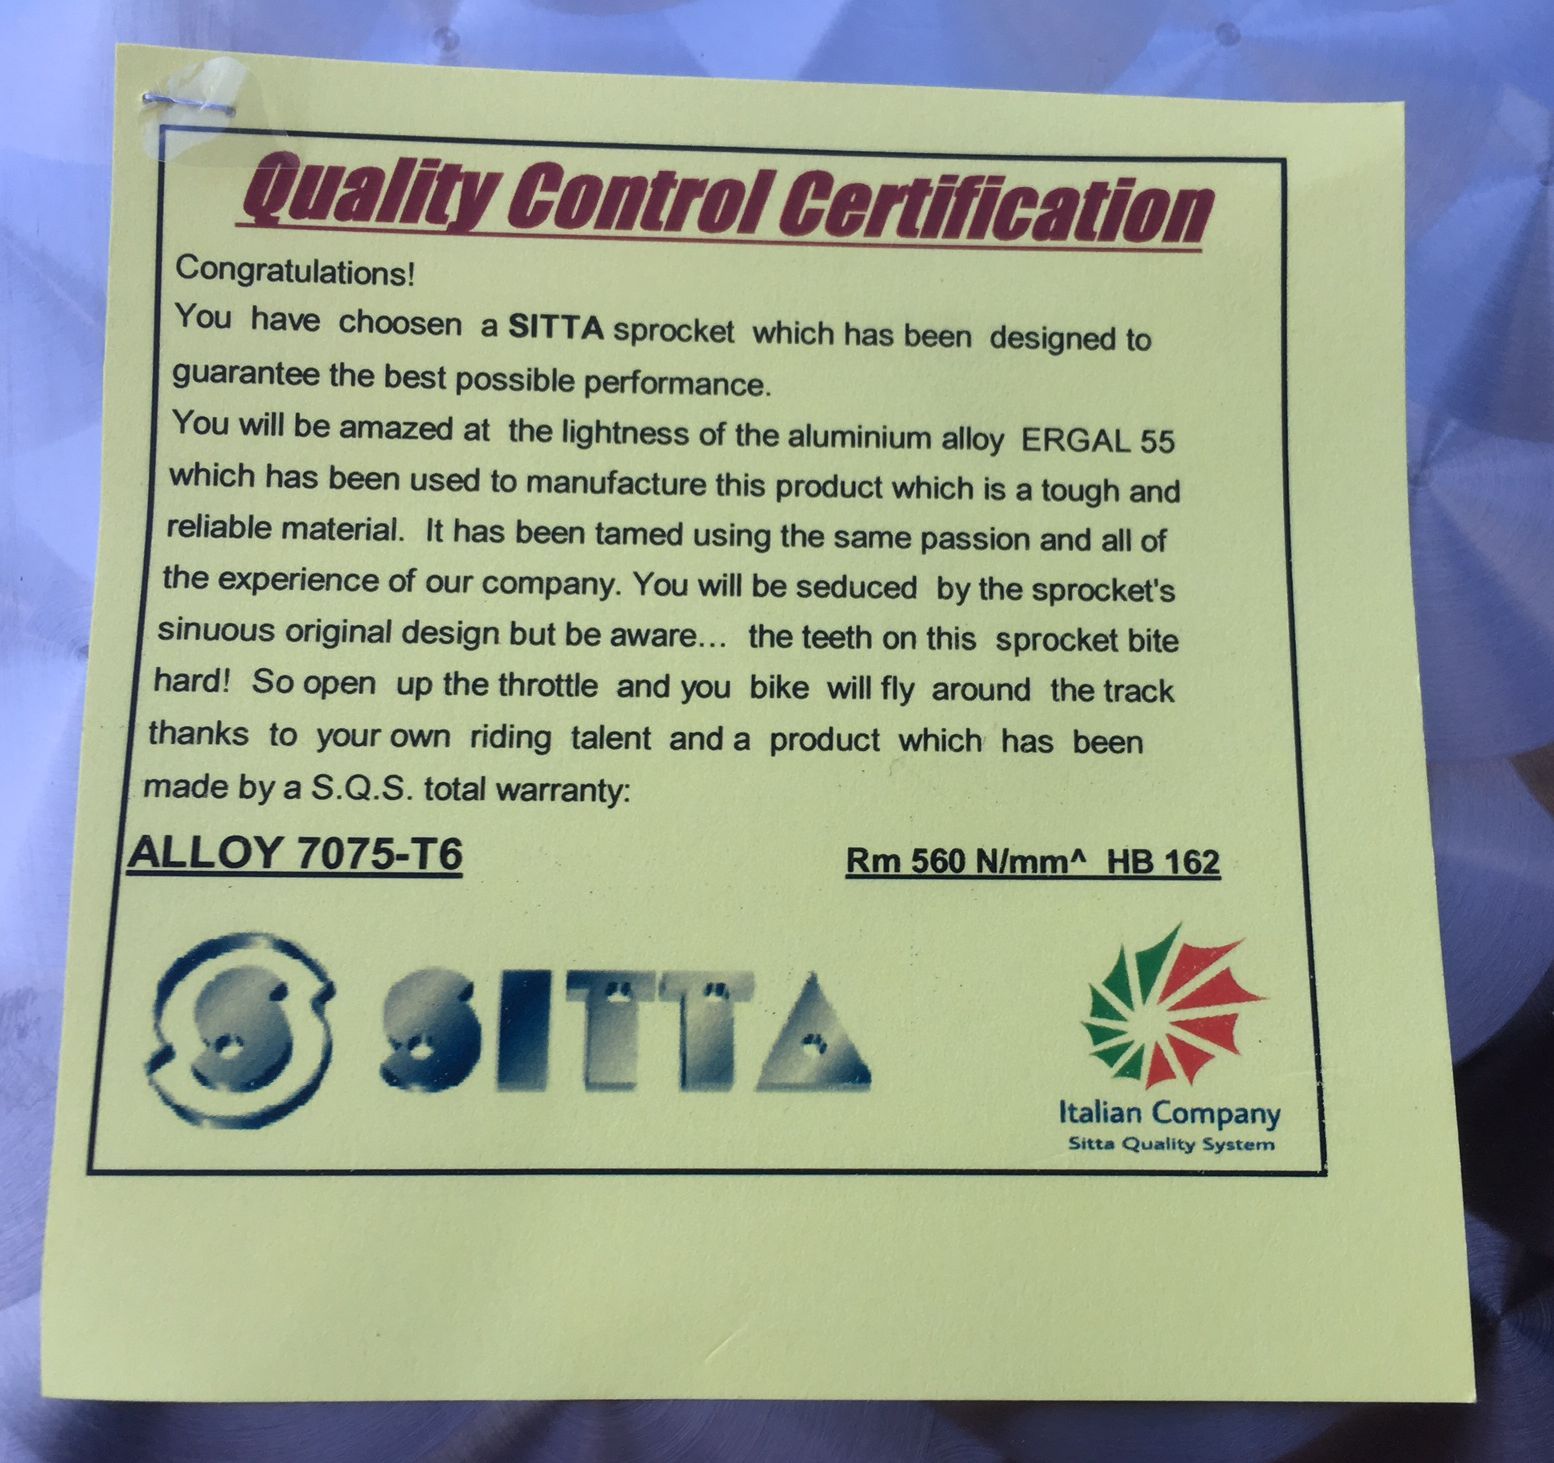 Quality Control Certification
Congratulations!
You have choosen a SITTA sprocket which has been designed to
guarantee the best possible performance.
You will be amazed at the lightness of the aluminium alloy ERGAL 55
which has been used to manufacture this product which is a tough and
reliable material. It has been tamed using the same passion and all of
the experience of our company. You will be seduced by the sprocket's
sinuous original design but be aware... the teeth on this sprocket bite
hard! So open up the throttle and you bike will fly around the track
thanks to your own riding talent and a product which has been
made by a S.Q.S. total warranty:
ALLOY 7075-T6 Rm 560 N/mm^ HB 162
S SITTA
Italian Company
Sitta Quality System